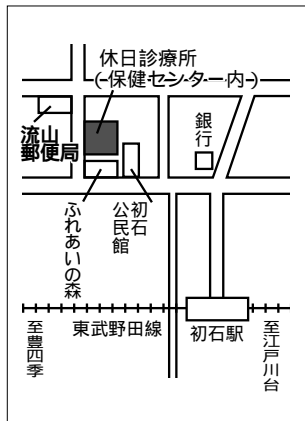 休日診療所
(保健センター内)
流山
郵便局
銀行
初石
公民館
ふれあいの森
東武野田線
初石駅
至豊四季
至江戸川台